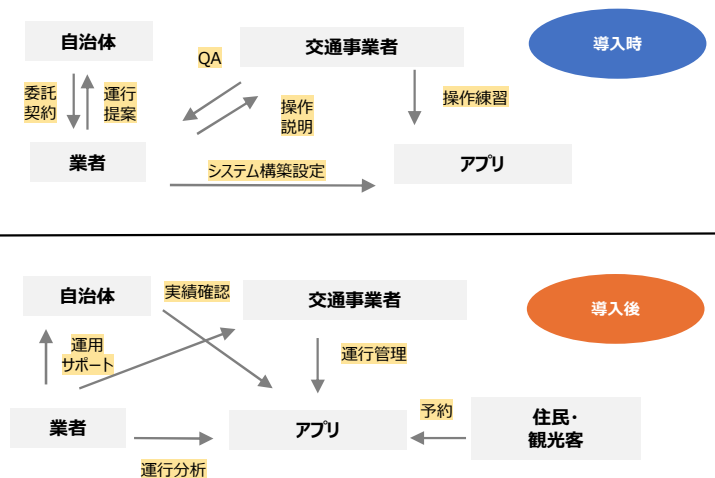 自治体
交通事業者
導入時
QA
委託
契約
運行
提案
操作
説明
操作練習
業者
アプリ
システム構築設定
自治体
実績確認
交通事業者
導入後
運用
サポート
運行管理
予約
住民・
観光客
業者
アプリ
運行分析